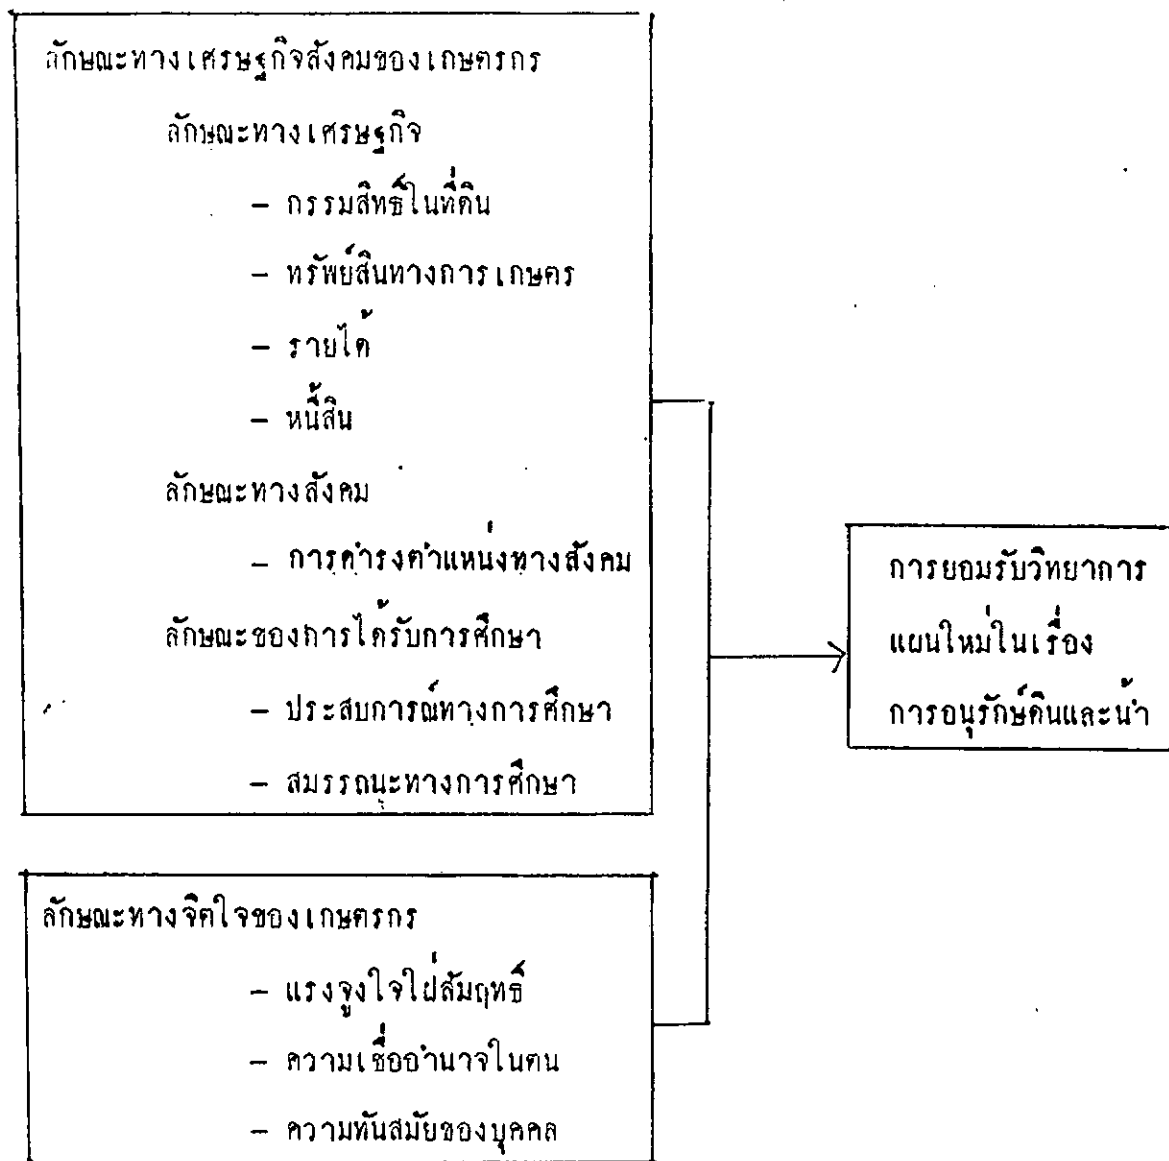 ลักษณะทางเศรษฐกิจสังคมของเกษตรกร
ลักษณะทางเศรษฐกิจ
- กรรมสิทธิ์ในที่ดิน
- ทรัพย์สินทางการเกษตร
- รายได้
- หนี้สิน
ลักษณะทางสังคม
- การดำรงตำแหน่งทางสังคม
ลักษณะของการได้รับการศึกษา
- ประสบการณ์ทางการศึกษา
- สมรรถนะทางการศึกษา
ลักษณะทางจิตใจของเกษตรกร
- แรงจูงใจใฝ่สัมฤทธิ์
- ความเชื่ออำนาจในตน
- ความทันสมัยของบุคคล
การยอมรับวิทยาการ
แผนใหม่ในเรื่อง
การอนุรักษ์ดินและน้ำ